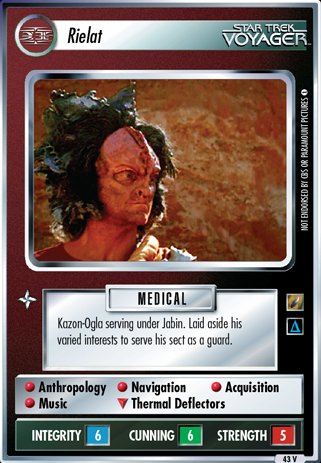 Rielat
STAR TREK
VOYAGER™
NOT ENDORSED BY CBS OR PARAMOUNT PICTURES
MEDICAL
Kazon-Ogla serving under Jabin. Laid aside his
varied interests to serve his sect as a guard.
Anthropology Navigation Acquisition
Music Thermal Deflectors
INTEGRITY 6 CUNNING 6 STRENGTH 5
43 V